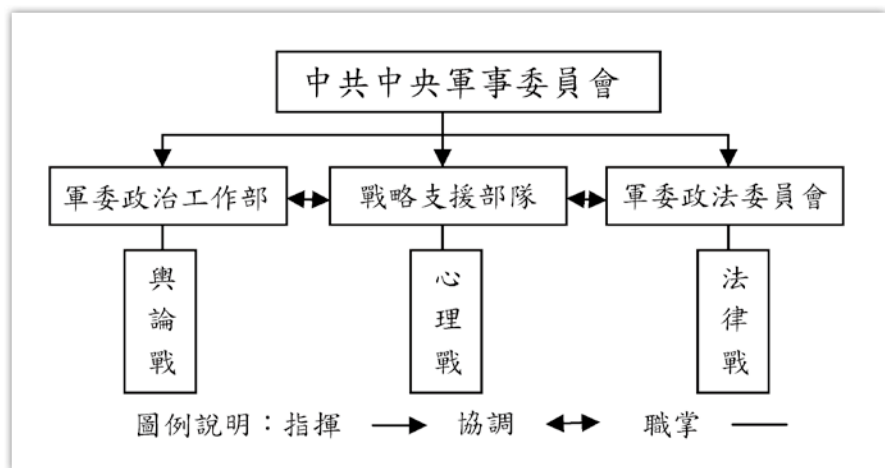 中共中央軍事委員會
軍委政治工作部
戰略支援部隊
軍委政法委員會
輿論戰
心理戰
法律戰
圖例說明：指揮 協調 職掌